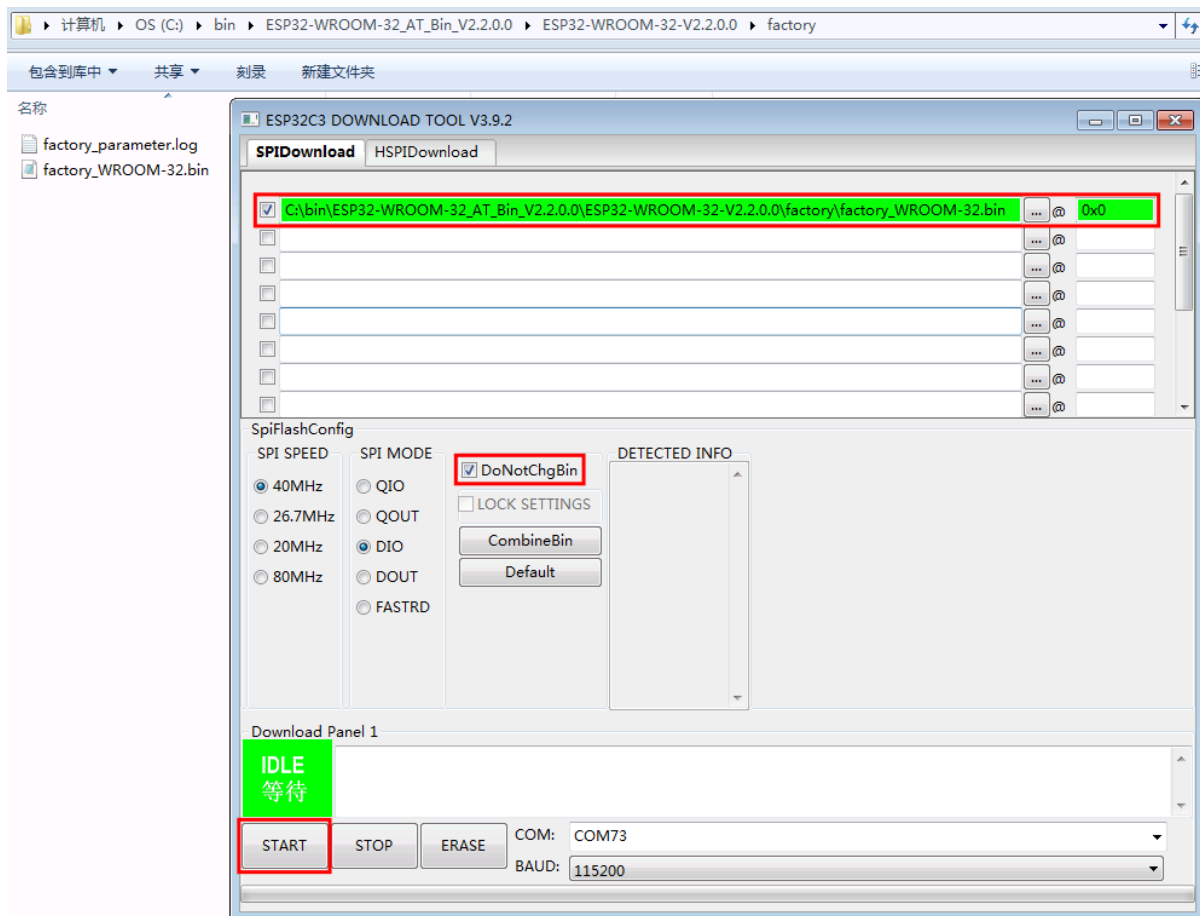 计算机 OS (C:) bin ESP32-WROOM-32_AT_Bin_V2.2.0.0 ESP32-WROOM-32-V2.2.0.0 factory
包含到库中 共享 刻录 新建文件夹
名称
factory_parameter.log
factory_WROOM-32.bin
ESP32C3 DOWNLOAD TOOL V3.9.2
SPIDownload HSPIDownload
C:\bin\ESP32-WROOM-32_AT_Bin_V2.2.0.0\ESP32-WROOM-32-V2.2.0.0\factory\factory_WROOM-32.bin ... @ 0x0
... @
... @
... @
... @
... @
... @
... @
SpiFlashConfig
SPI SPEED
40MHz
26.7MHz
20MHz
80MHz
SPI MODE
QIO
QOUT
DIO
DOUT
FASTRD
DoNotChgBin
LOCK SETTINGS
CombineBin
Default
DETECTED INFO
Download Panel 1
IDLE
等待
START STOP ERASE
COM: COM73
BAUD: 115200